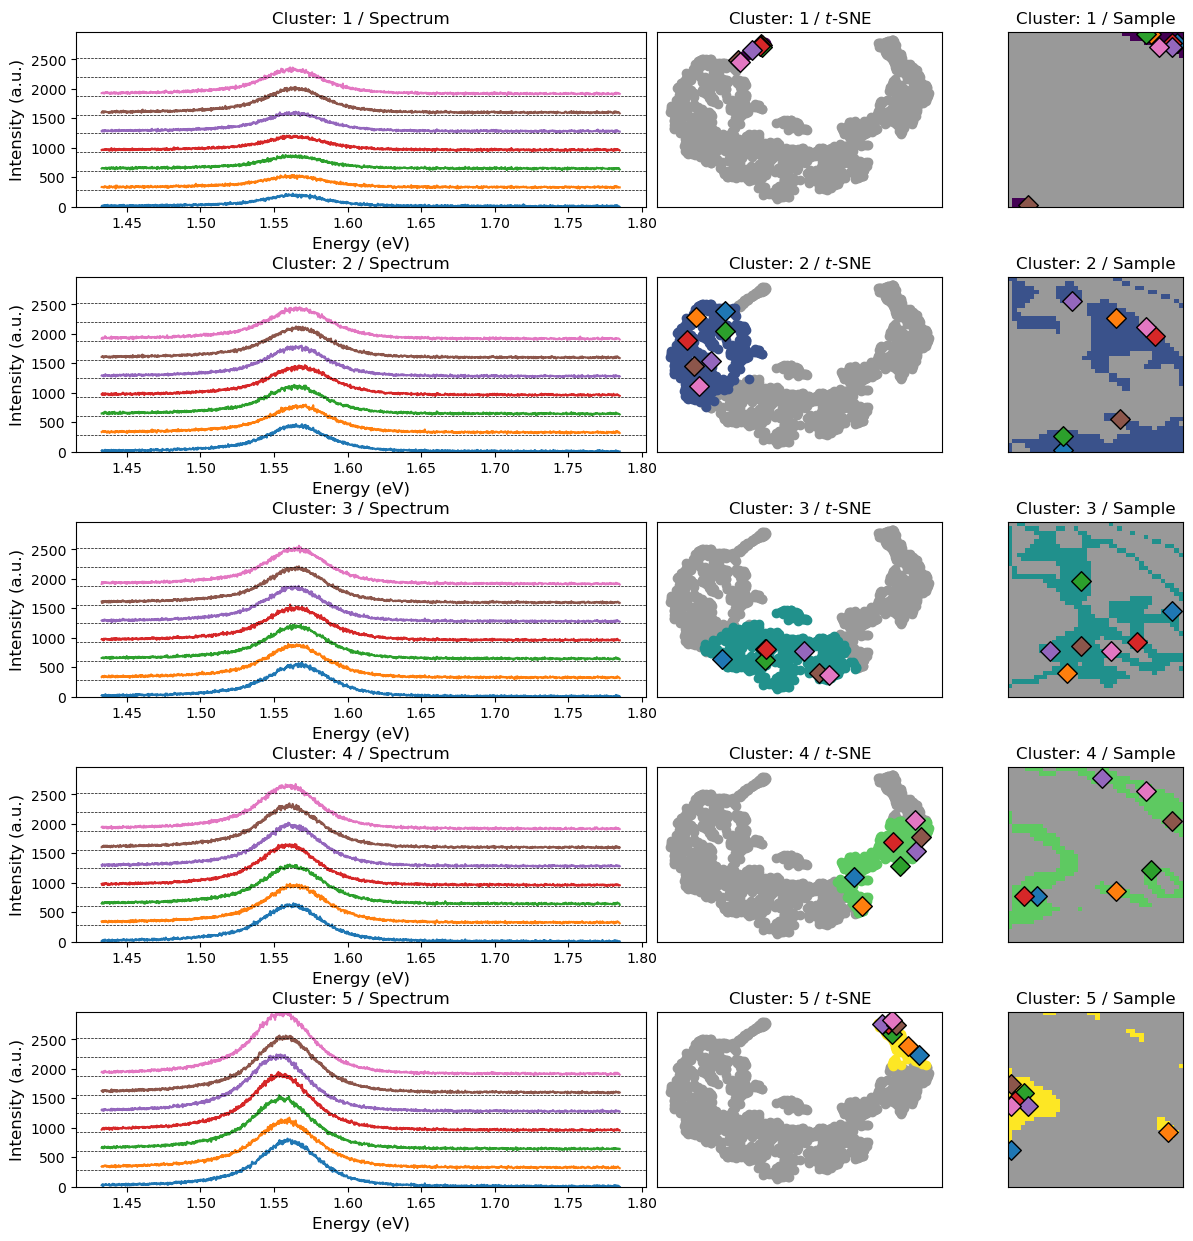 Cluster: 1 / Spectrum
Cluster: 1 / t-SNE
Cluster: 1 / Sample
Intensity (a.u.)
2500
2000
1500
1000
500
0
1.45 1.50 1.55 1.60 1.65 1.70 1.75 1.80
Energy (eV)
Cluster: 2 / Spectrum
Cluster: 2 / t-SNE
Cluster: 2 / Sample
Intensity (a.u.)
2500
2000
1500
1000
500
0
1.45 1.50 1.55 1.60 1.65 1.70 1.75 1.80
Energy (eV)
Cluster: 3 / Spectrum
Cluster: 3 / t-SNE
Cluster: 3 / Sample
Intensity (a.u.)
2500
2000
1500
1000
500
0
1.45 1.50 1.55 1.60 1.65 1.70 1.75 1.80
Energy (eV)
Cluster: 4 / Spectrum
Cluster: 4 / t-SNE
Cluster: 4 / Sample
Intensity (a.u.)
2500
2000
1500
1000
500
0
1.45 1.50 1.55 1.60 1.65 1.70 1.75 1.80
Energy (eV)
Cluster: 5 / Spectrum
Cluster: 5 / t-SNE
Cluster: 5 / Sample
Intensity (a.u.)
2500
2000
1500
1000
500
0
1.45 1.50 1.55 1.60 1.65 1.70 1.75 1.80
Energy (eV)